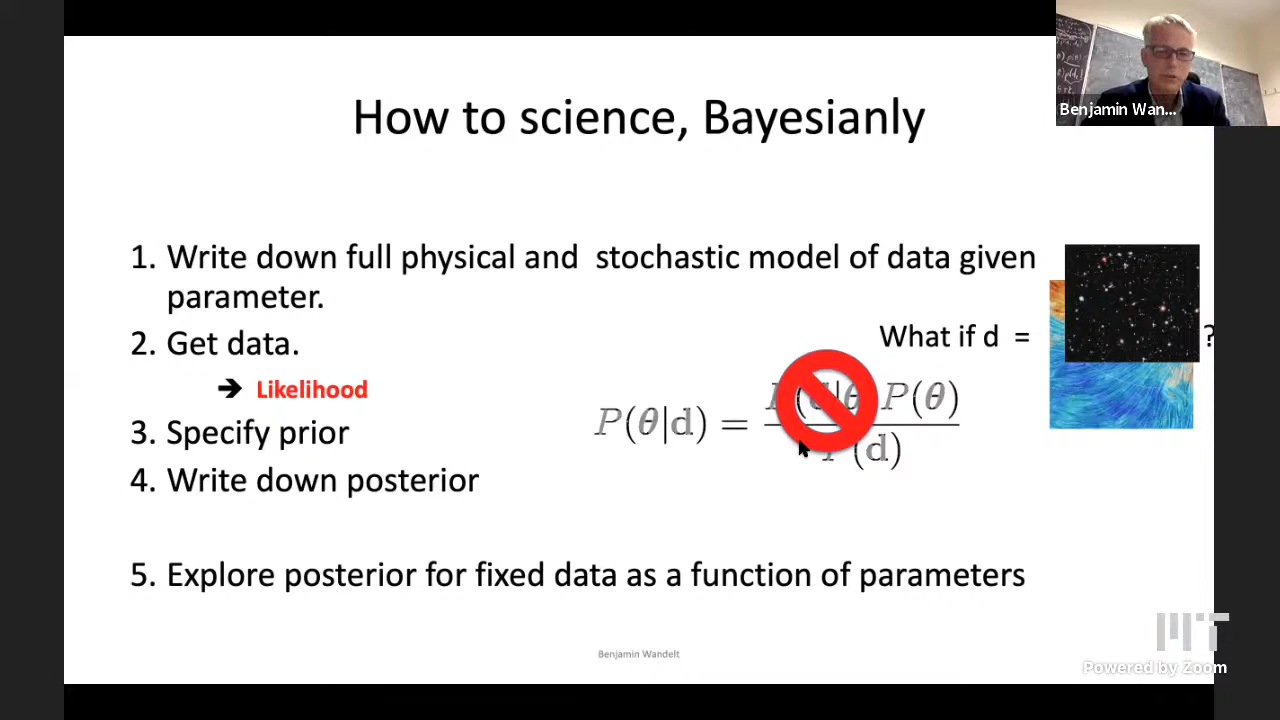 How to science, Bayesianly
Benjamin Wan...
1. Write down full physical and stochastic model of data given
parameter.
2. Get data.
What if d = ?
➔ Likelihood
3. Specify prior
P(θ|d) = P(θ)
(d)
4. Write down posterior
5. Explore posterior for fixed data as a function of parameters
Benjamin Wandelt
MIT
Powered by Zoom